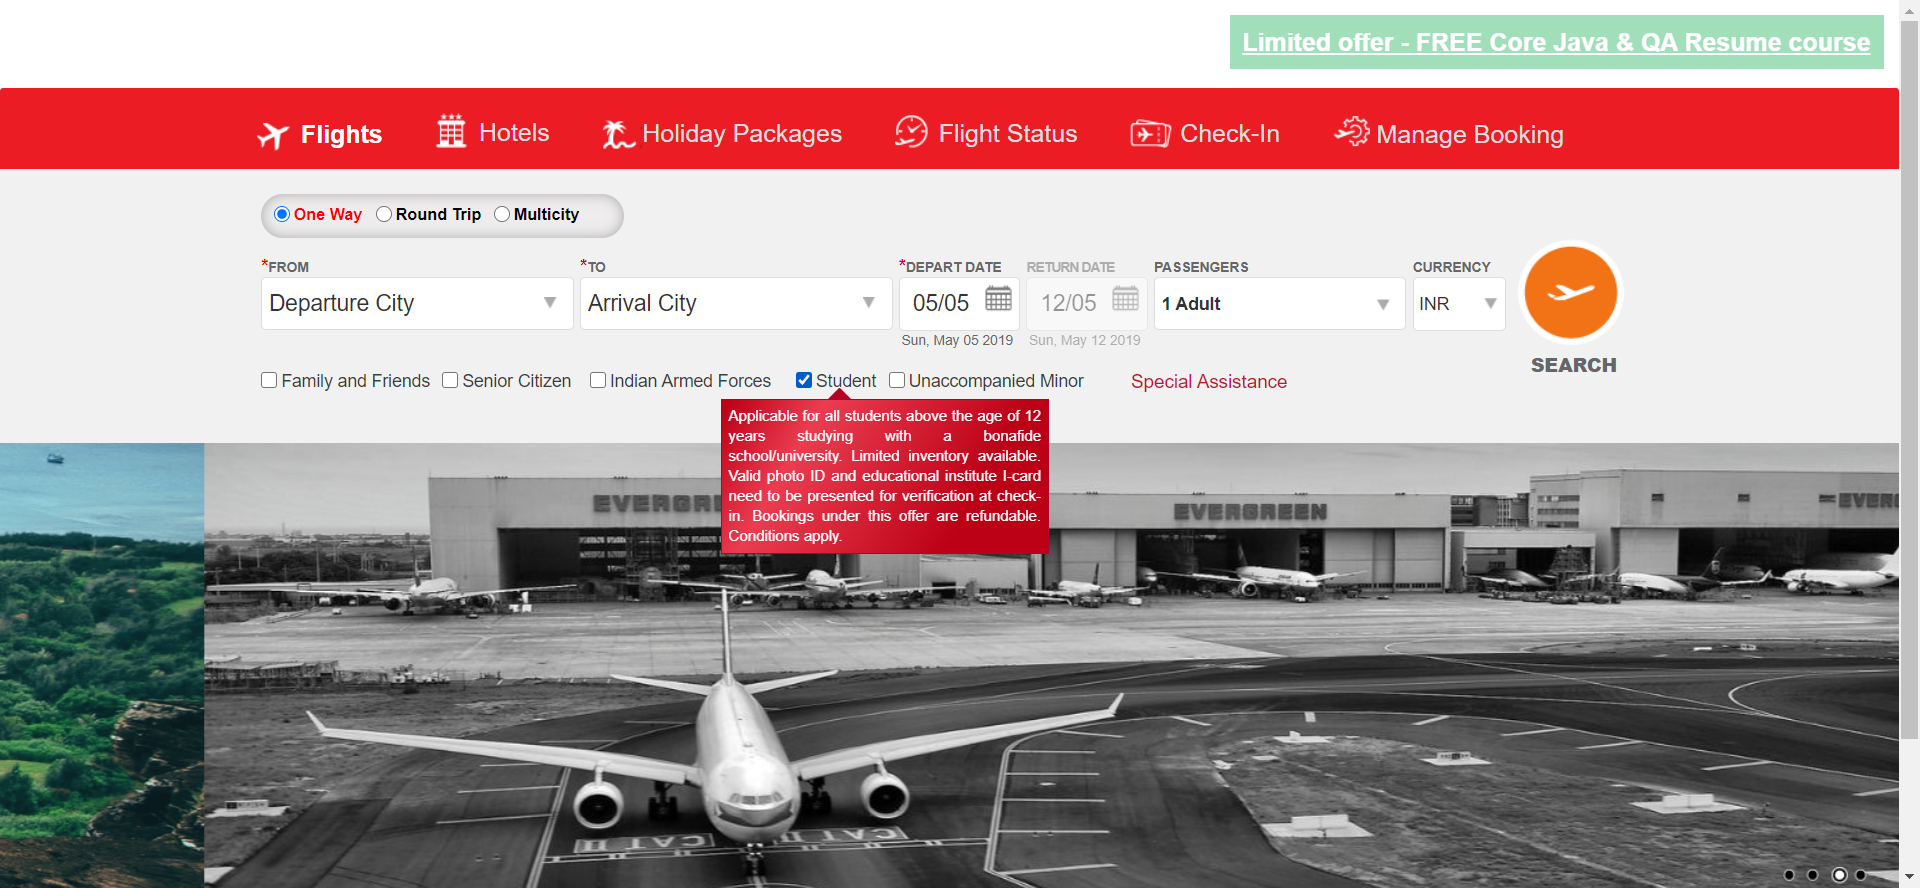 Limited offer - FREE Core Java & QA Resume course
Flights Hotels Holiday Packages Flight Status Check-In Manage Booking
One Way Round Trip Multicity
*FROM *TO *DEPART DATE RETURN DATE PASSENGERS CURRENCY
Departure City Arrival City 05/05 12/05 1 Adult INR
Sun, May 05 2019 Sun, May 12 2019
SEARCH
Family and Friends Senior Citizen Indian Armed Forces Student Unaccompanied Minor Special Assistance
Applicable for all students above the age of 12
years studying with a bonafide
school/university. Limited inventory available.
Valid photo ID and educational institute I-card
need to be presented for verification at check-
in. Bookings under this offer are refundable.
Conditions apply.
EVERGREEN
CAT II CAT II